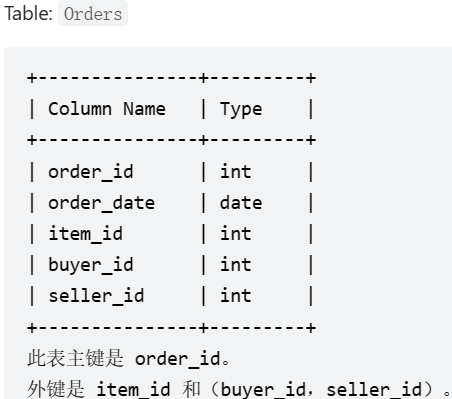 Table: Orders
+---------------+---------+
| Column Name   | Type    |
+---------------+---------+
| order_id      | int     |
| order_date    | date    |
| item_id       | int     |
| buyer_id      | int     |
| seller_id     | int     |
+---------------+---------+
此表主键是 order_id。
外键是 item_id 和（buyer_id，seller_id）。